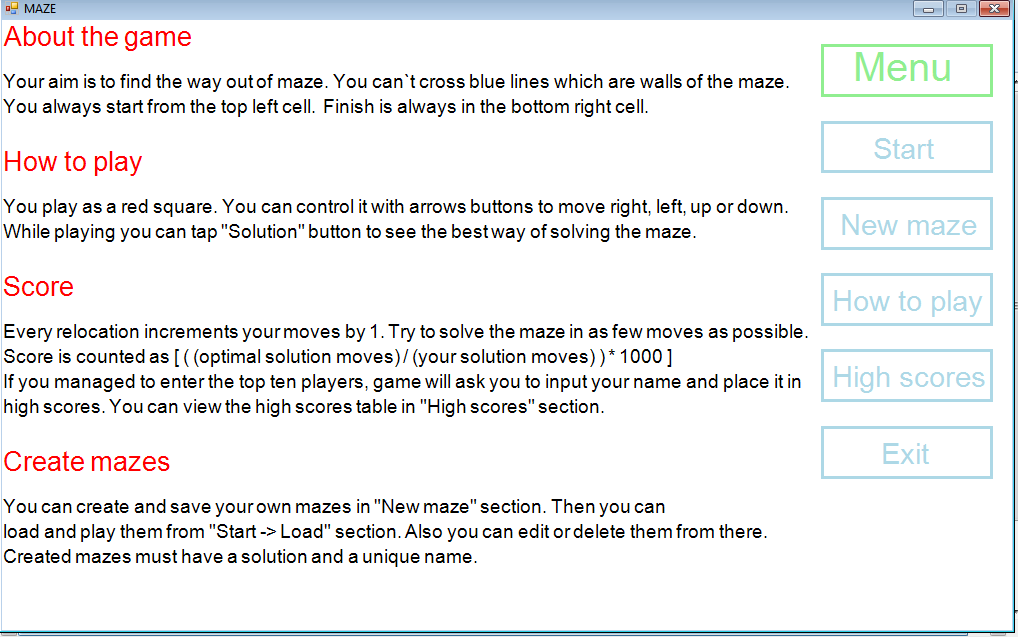 MAZE
About the game
Your aim is to find the way out of maze. You can`t cross blue lines which are walls of the maze.
You always start from the top left cell. Finish is always in the bottom right cell.
How to play
You play as a red square. You can control it with arrows buttons to move right, left, up or down.
While playing you can tap "Solution" button to see the best way of solving the maze.
Score
Every relocation increments your moves by 1. Try to solve the maze in as few moves as possible.
Score is counted as [ ( (optimal solution moves) / (your solution moves) ) * 1000 ]
If you managed to enter the top ten players, game will ask you to input your name and place it in
high scores. You can view the high scores table in "High scores" section.
Create mazes
You can create and save your own mazes in "New maze" section. Then you can
load and play them from "Start -> Load" section. Also you can edit or delete them from there.
Created mazes must have a solution and a unique name.
Menu
Start
New maze
How to play
High scores
Exit